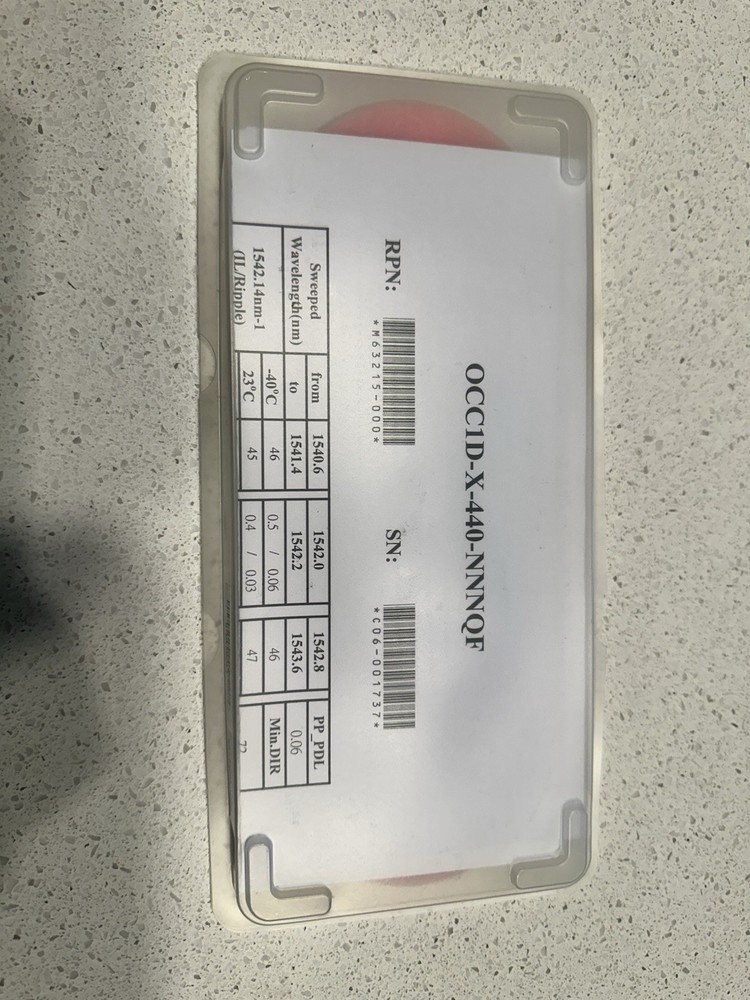 OCC1D-X-440-NNNQF
RPN: *M63215-000* SN: *C06-001737*
Sweeped Wavelength(nm) from 1540.6 1542.0 1542.8 PP_PDL
to 1541.4 1542.2 1543.6 0.06
1542.14nm-1 (IL/Ripple) -40°C 46 0.5 / 0.06 46 Min.DIR
23°C 45 0.4 / 0.03 47 72